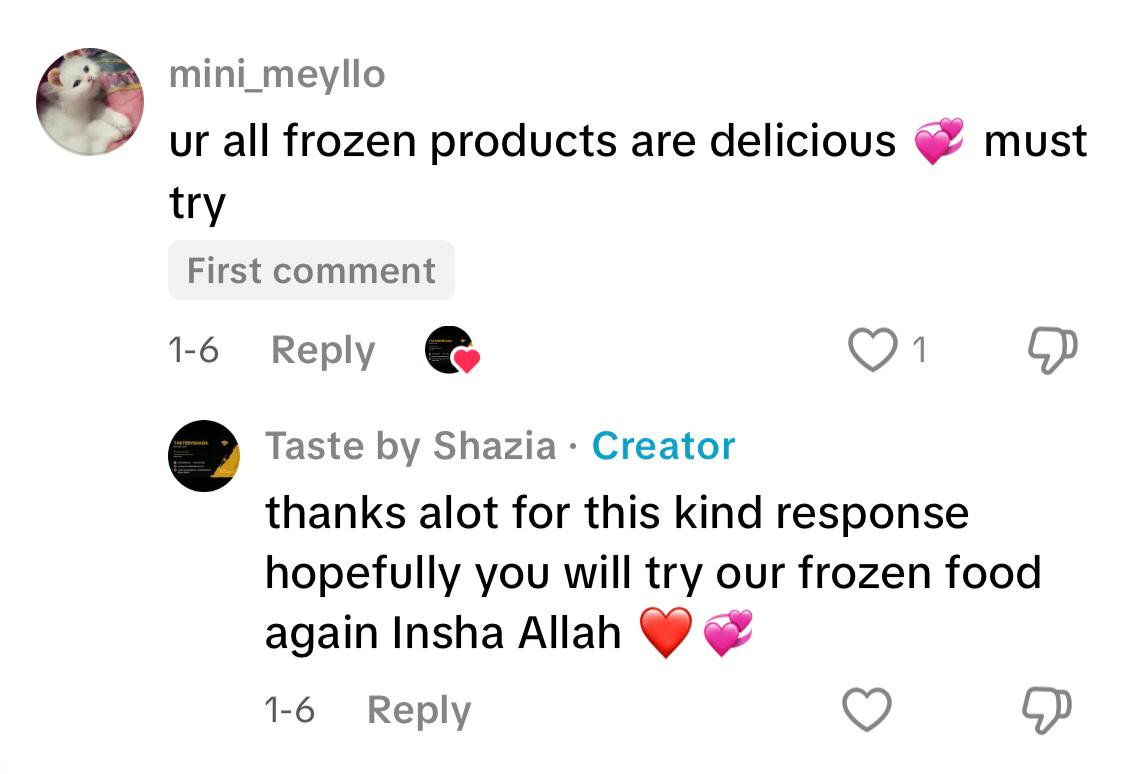 mini_meyllo
ur all frozen products are delicious 💞 must
try
First comment
1-6 Reply 1
Taste by Shazia · Creator
thanks alot for this kind response
hopefully you will try our frozen food
again Insha Allah ❤️💞
1-6 Reply